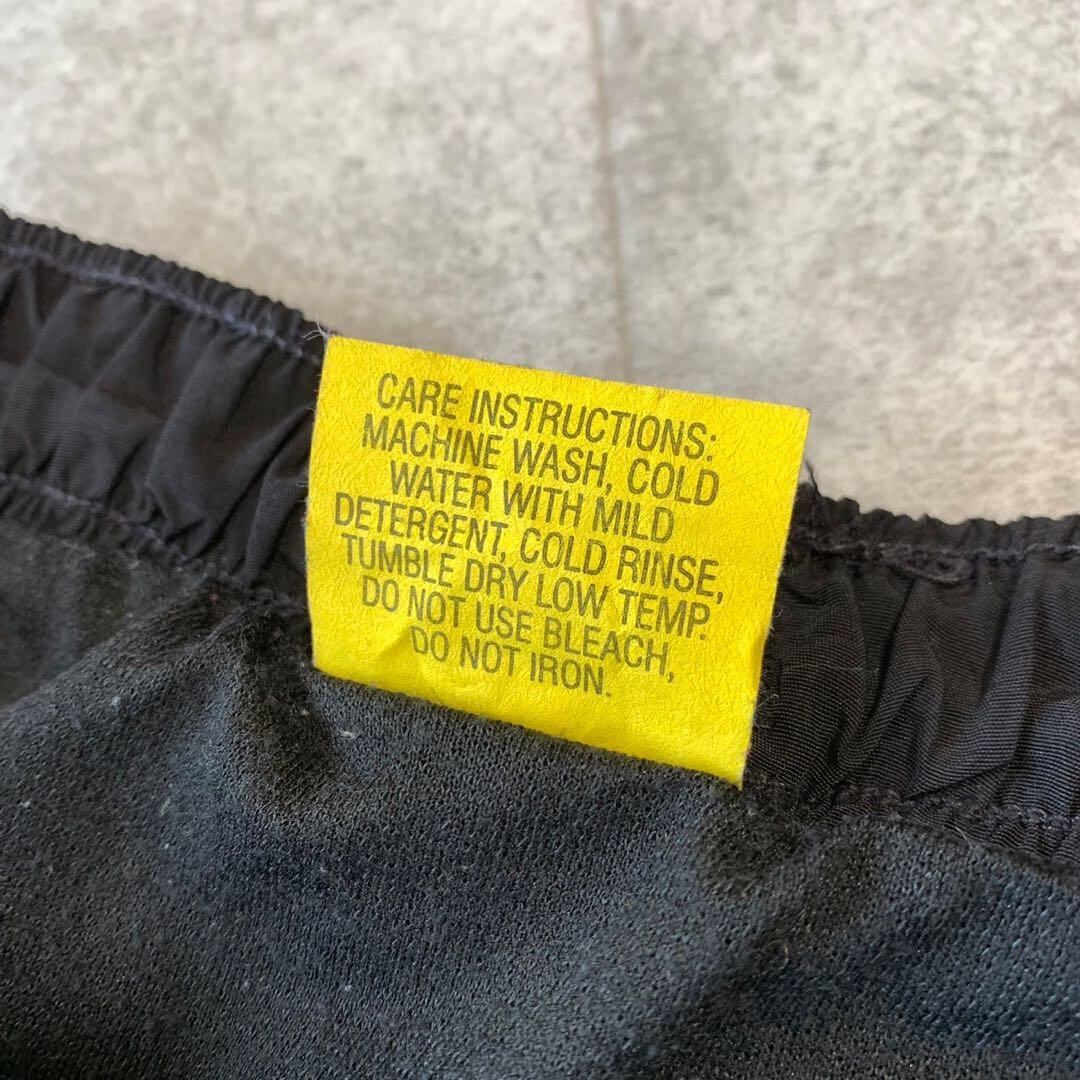 CARE INSTRUCTIONS:
MACHINE WASH, COLD
WATER WITH MILD
DETERGENT, COLD RINSE,
TUMBLE DRY LOW TEMP.
DO NOT USE BLEACH,
DO NOT IRON.